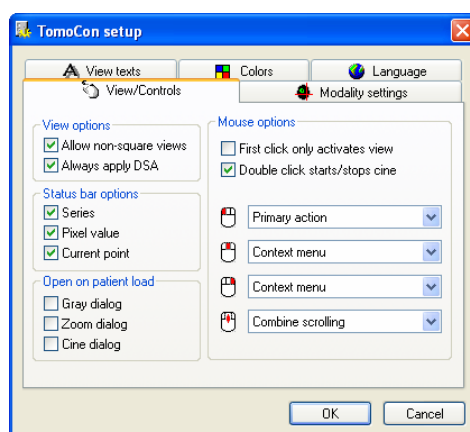 TomoCon setup
View texts
Colors
Language
View/Controls
Modality settings
View options
Allow non-square views
Always apply DSA
Status bar options
Series
Pixel value
Current point
Open on patient load
Gray dialog
Zoom dialog
Cine dialog
Mouse options
First click only activates view
Double click starts/stops cine
Primary action
Context menu
Context menu
Combine scrolling
OK
Cancel